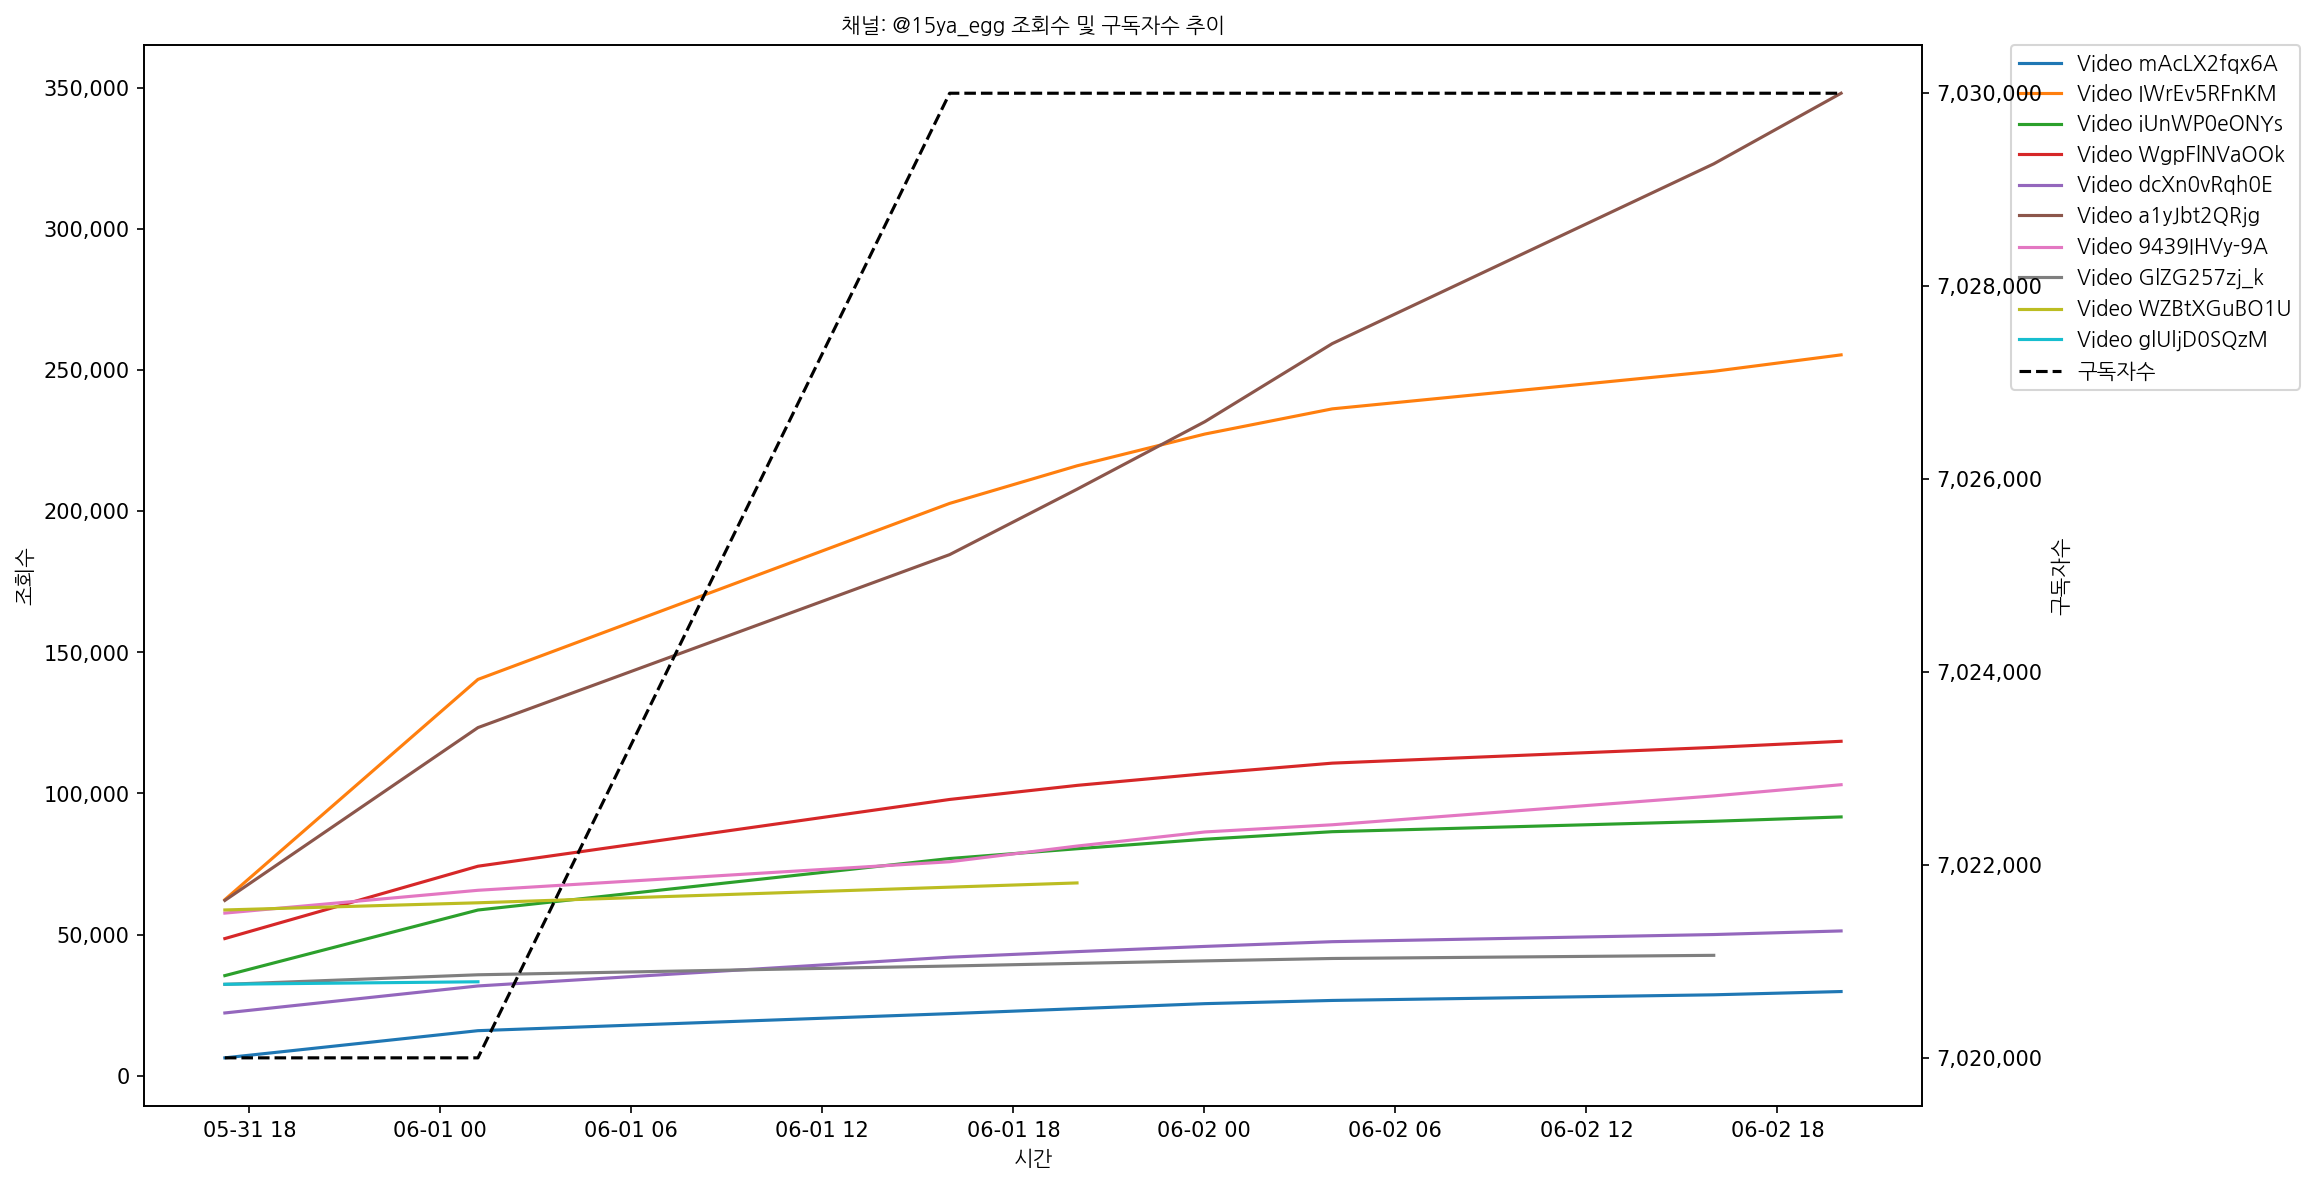 채널: @15ya_egg 조회수 및 구독자수 추이
350,000
300,000
250,000
200,000
150,000
100,000
50,000
0
조회수
7,030,000
7,028,000
7,026,000
7,024,000
7,022,000
7,020,000
구독자수
05-31 18
06-01 00
06-01 06
06-01 12
06-01 18
06-02 00
06-02 06
06-02 12
06-02 18
시간
Video mAcLX2fqx6A
Video JWrEv5RFnKM
Video iUnWP0eONYs
Video WgpFlNVaOOk
Video dcXn0vRqh0E
Video a1yJbt2QRjg
Video 9439JHVy-9A
Video GlZG257zj_k
Video WZBtXGuBO1U
Video glUljD0SQzM
구독자수